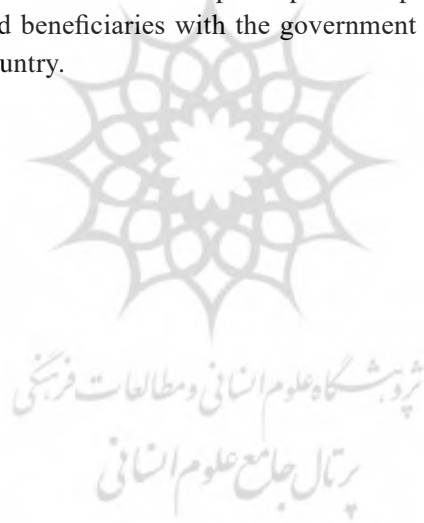 d beneficiaries with the government
untry.
پژوهشگاه علوم انسانی و مطالعات فرهنگی
پرتال جامع علوم انسانی